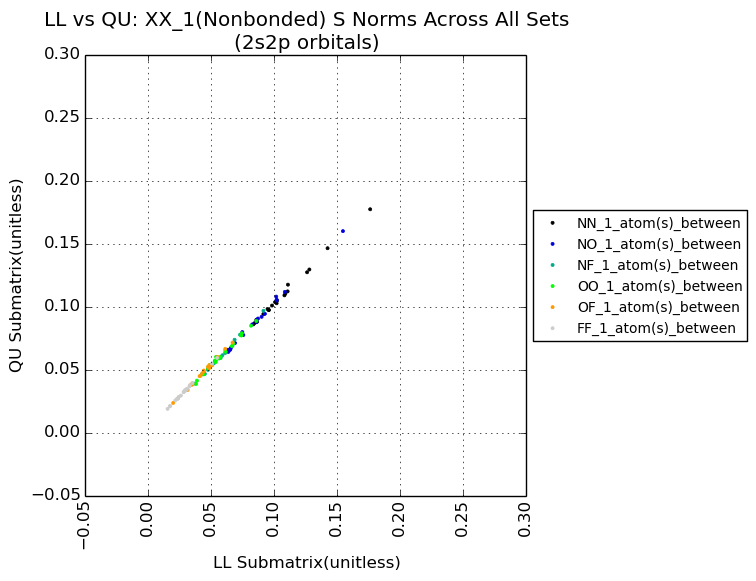 LL vs QU: XX_1(Nonbonded) S Norms Across All Sets
(2s2p orbitals)
0.30
0.25
0.20
0.15
0.10
0.05
0.00
−0.05
QU Submatrix(unitless)
−0.05
0.00
0.05
0.10
0.15
0.20
0.25
0.30
LL Submatrix(unitless)
NN_1_atom(s)_between
NO_1_atom(s)_between
NF_1_atom(s)_between
OO_1_atom(s)_between
OF_1_atom(s)_between
FF_1_atom(s)_between